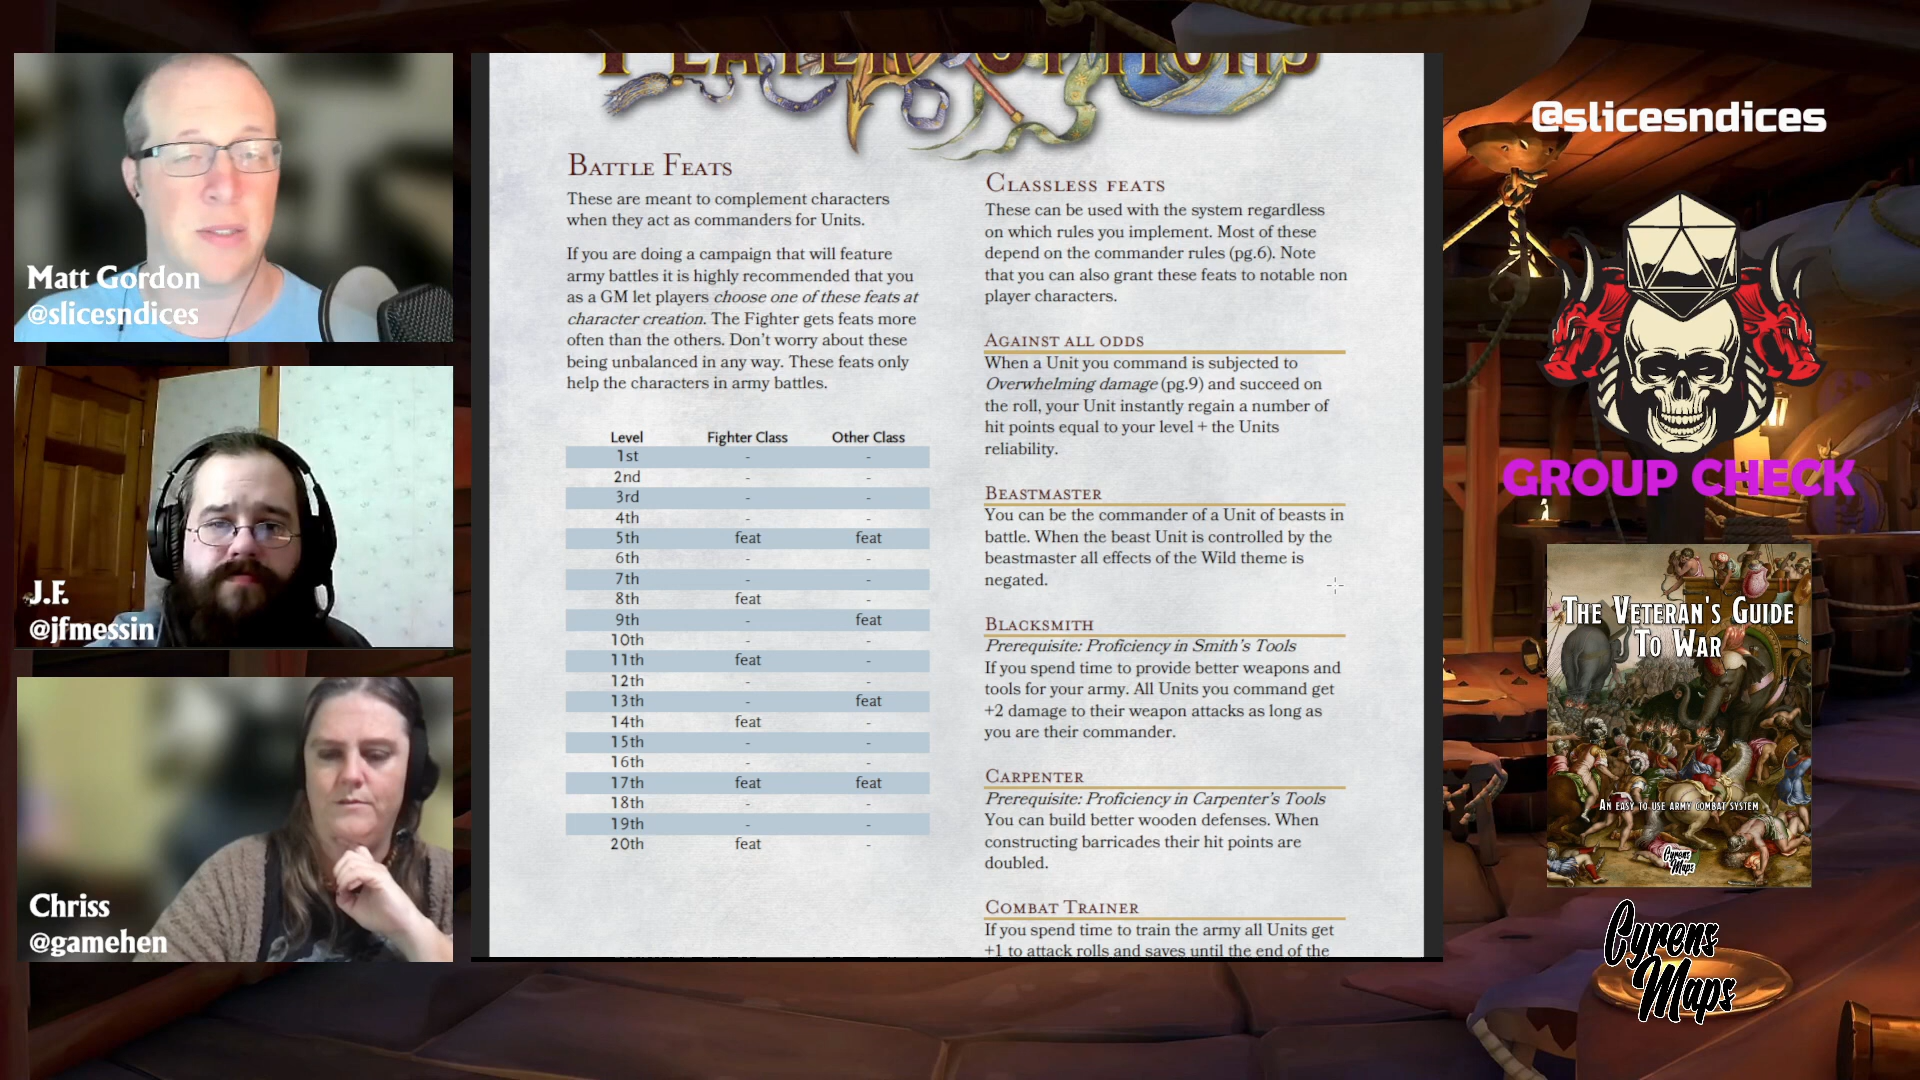 Matt Gordon
@slicesndices
J.F.
@jfmessin
Chriss
@gamehen
PLAYER OPTIONS
BATTLE FEATS
These are meant to complement characters
when they act as commanders for Units.
If you are doing a campaign that will feature
army battles it is highly recommended that you
as a GM let players choose one of these feats at
character creation. The Fighter gets feats more
often than the others. Don't worry about these
being unbalanced in any way. These feats only
help the characters in army battles.
Level Fighter Class Other Class
1st - -
2nd - -
3rd - -
4th - -
5th feat feat
6th - -
7th - -
8th feat -
9th - feat
10th - -
11th feat -
12th - -
13th - feat
14th feat -
15th - -
16th - -
17th feat feat
18th - -
19th - -
20th feat -
CLASSLESS FEATS
These can be used with the system regardless
on which rules you implement. Most of these
depend on the commander rules (pg.6). Note
that you can also grant these feats to notable non
player characters.
AGAINST ALL ODDS
When a Unit you command is subjected to
Overwhelming damage (pg.9) and succeed on
the roll, your Unit instantly regain a number of
hit points equal to your level + the Units
reliability.
BEASTMASTER
You can be the commander of a Unit of beasts in
battle. When the beast Unit is controlled by the
beastmaster all effects of the Wild theme is
negated.
BLACKSMITH
Prerequisite: Proficiency in Smith's Tools
If you spend time to provide better weapons and
tools for your army. All Units you command get
+2 damage to their weapon attacks as long as
you are their commander.
CARPENTER
Prerequisite: Proficiency in Carpenter's Tools
You can build better wooden defenses. When
constructing barricades their hit points are
doubled.
COMBAT TRAINER
If you spend time to train the army all Units get
+1 to attack rolls and saves until the end of the
@slicesndices
GROUP CHECK
THE VETERAN'S GUIDE
TO WAR
AN EASY TO USE ARMY COMBAT SYSTEM
Cyrens
Maps
Cyrens
Maps